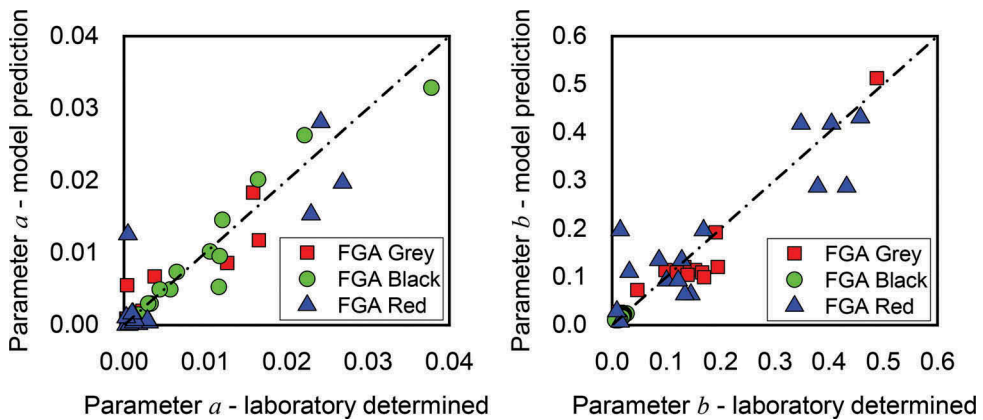 Parameter a - model prediction
0.04
0.03
0.02
0.01
0.00
FGA Grey
FGA Black
FGA Red
0.00 0.01 0.02 0.03 0.04
Parameter a - laboratory determined
Parameter b - model prediction
0.6
0.5
0.4
0.3
0.2
0.1
0.0
FGA Grey
FGA Black
FGA Red
0.0 0.1 0.2 0.3 0.4 0.5 0.6
Parameter b - laboratory determined